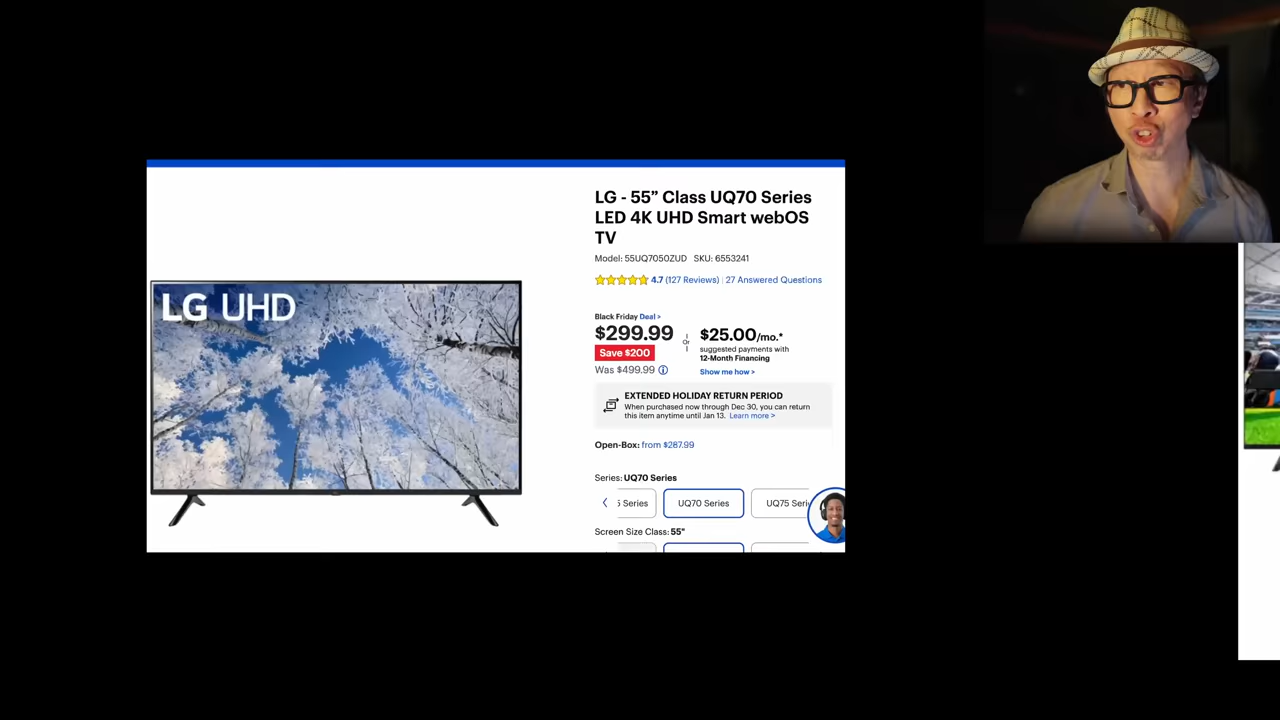 LG UHD
LG - 55” Class UQ70 Series
LED 4K UHD Smart webOS
TV
Model: 55UQ7050ZUD SKU: 6553241
4.7 (127 Reviews) | 27 Answered Questions
Black Friday Deal >
$299.99
Save $200
Was $499.99
Or
$25.00/mo.*
suggested payments with
12-Month Financing
Show me how >
EXTENDED HOLIDAY RETURN PERIOD
When purchased now through Dec 30, you can return
this item anytime until Jan 13. Learn more >
Open-Box: from $287.99
Series: UQ70 Series
5 Series UQ70 Series UQ75 Seri
Screen Size Class: 55"